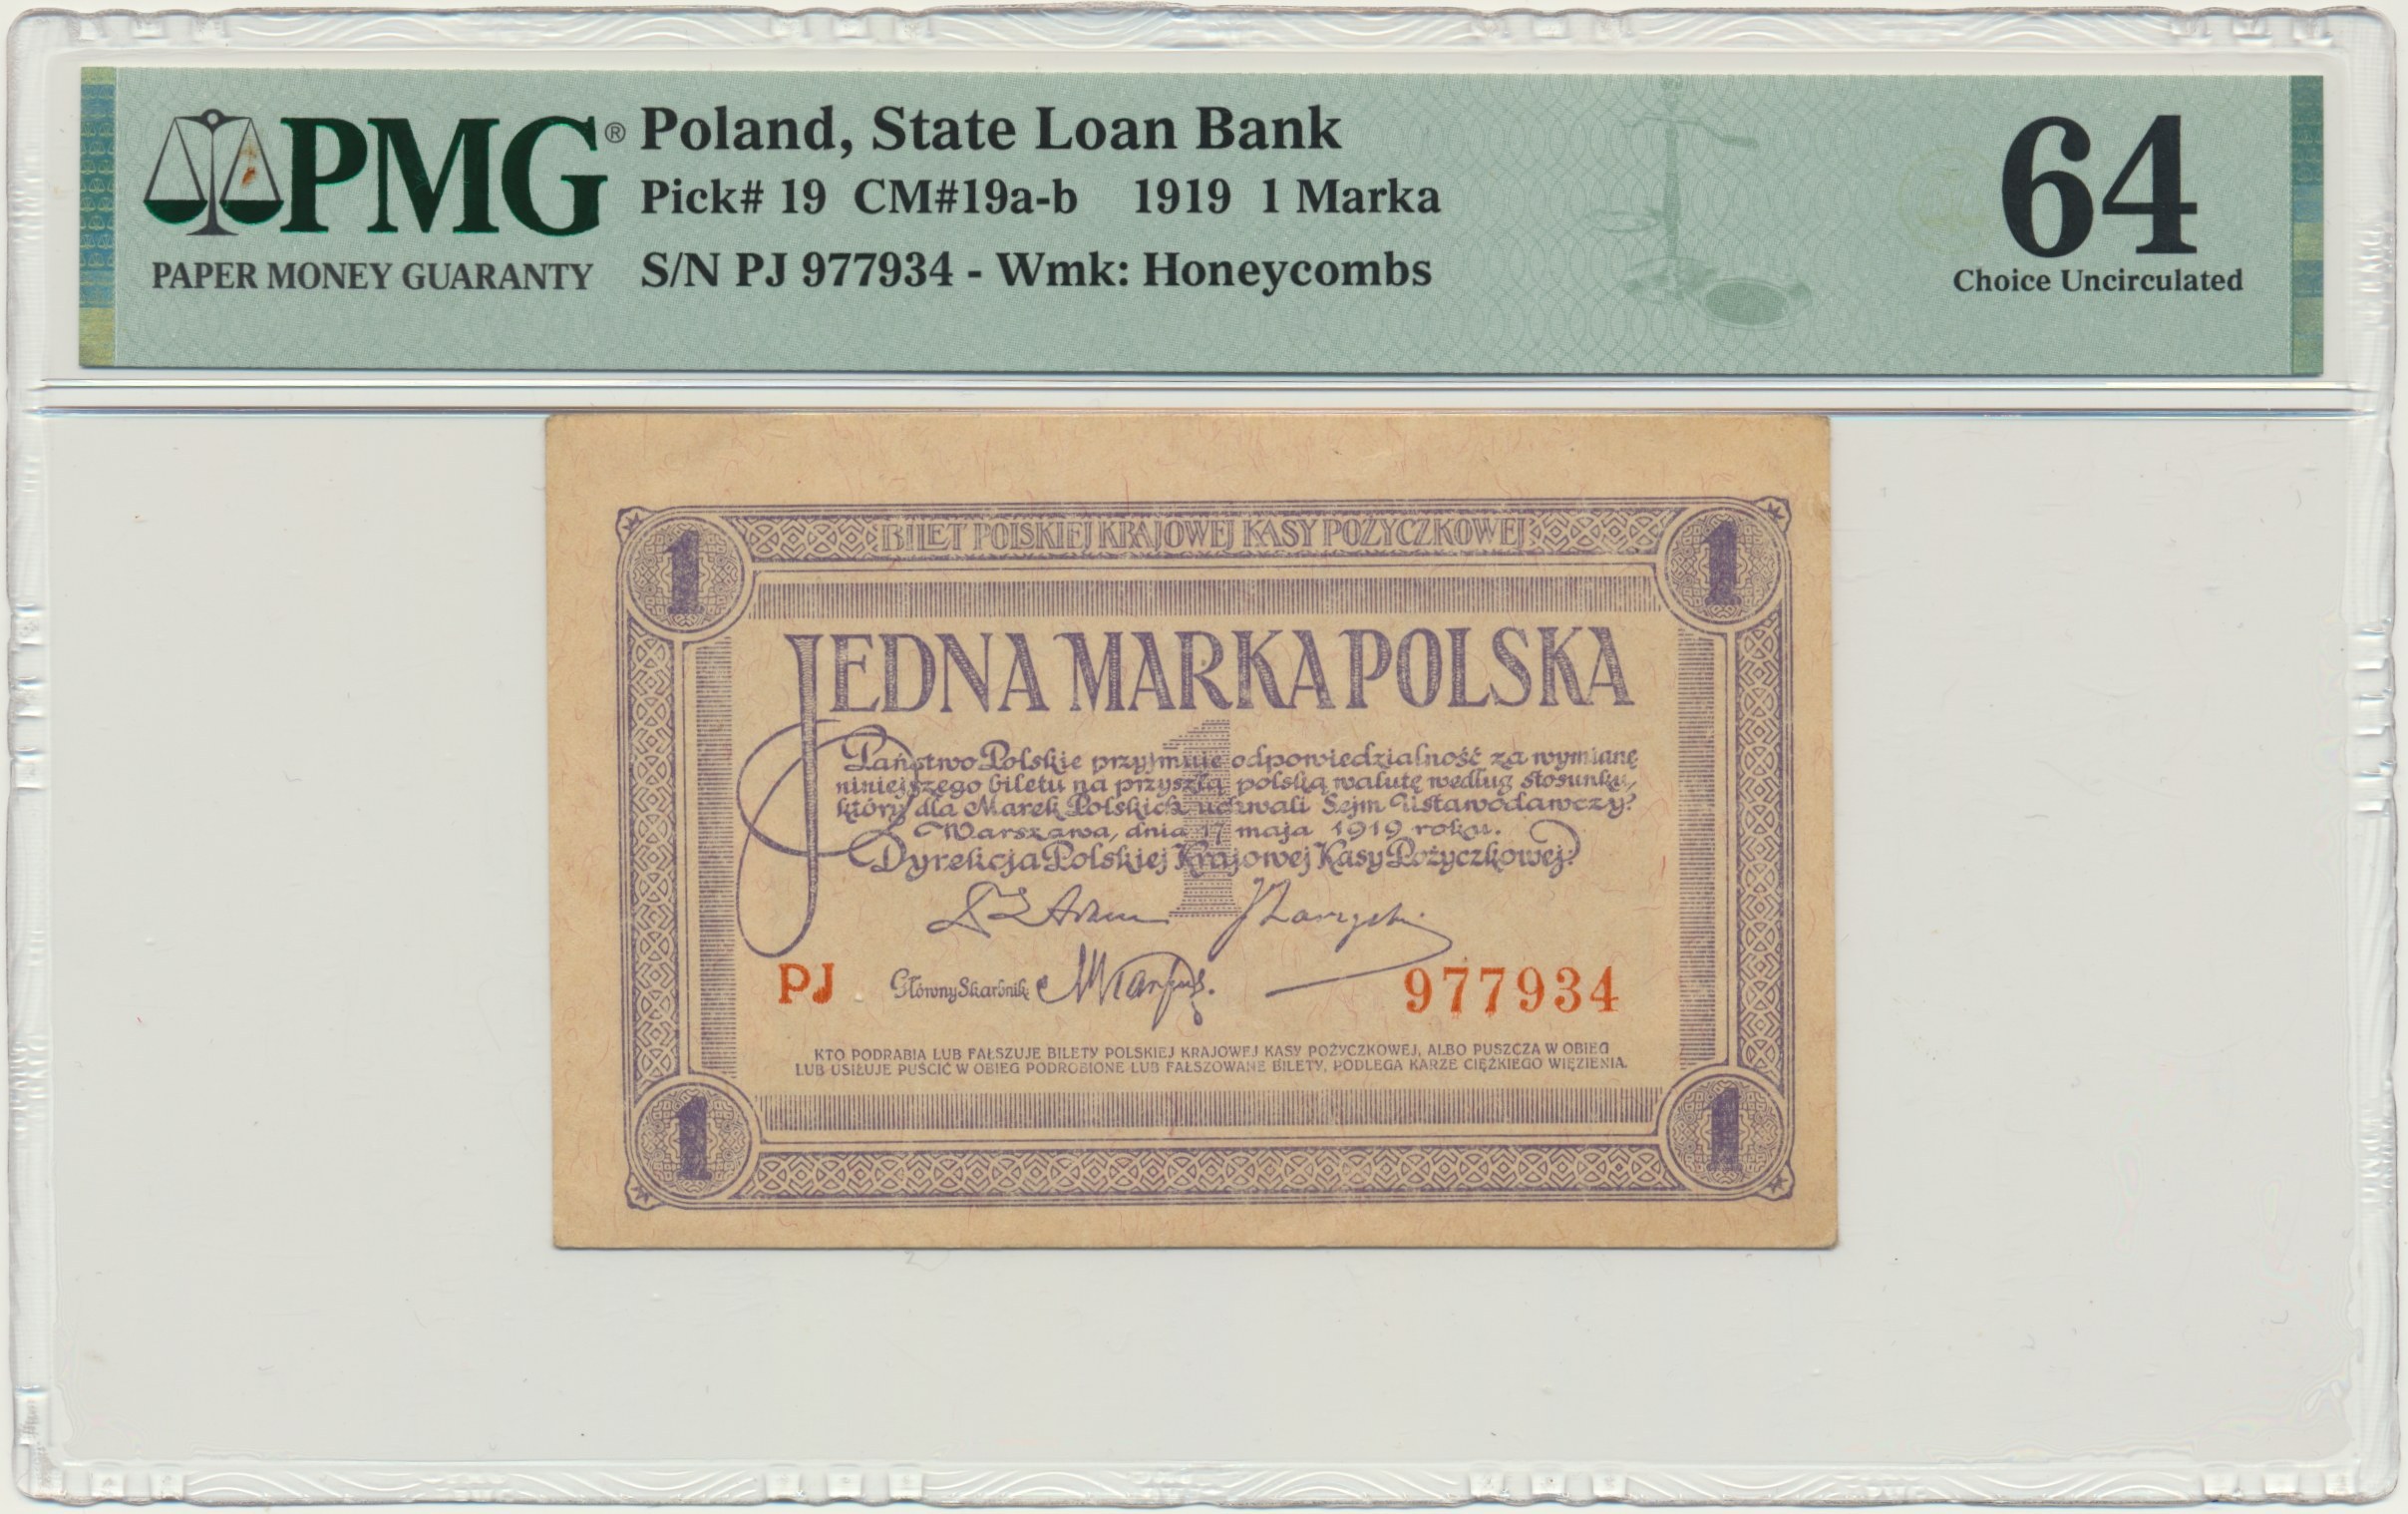 PMG®
PAPER MONEY GUARANTY
Poland, State Loan Bank
Pick# 19 CM#19a-b 1919 1 Marka
S/N PJ 977934 - Wmk: Honeycombs
64
Choice Uncirculated
1 BILET POLSKIEJ KRAJOWEJ KASY POŻYCZKOWEJ 1
JEDNA MARKA POLSKA
1
Państwo Polskie przyjmuje odpowiedzialność za wymianę
niniejszego biletu na przyszłą polską walutę według stosunku,
który dla Marek Polskich uchwali Sejm Ustawodawczy.
Warszawa, dnia 17 maja 1919 roku.
Dyrekcja Polskiej Krajowej Kasy Pożyczkowej.
PJ Główny Skarbnik 977934
KTO PODRABIA LUB FAŁSZUJE BILETY POLSKIEJ KRAJOWEJ KASY POŻYCZKOWEJ, ALBO PUSZCZA W OBIEG
LUB USIŁUJE PUŚCIĆ W OBIEG PODROBIONE LUB FAŁSZOWANE BILETY, PODLEGA KARZE CIĘŻKIEGO WIĘZIENIA.
1 1